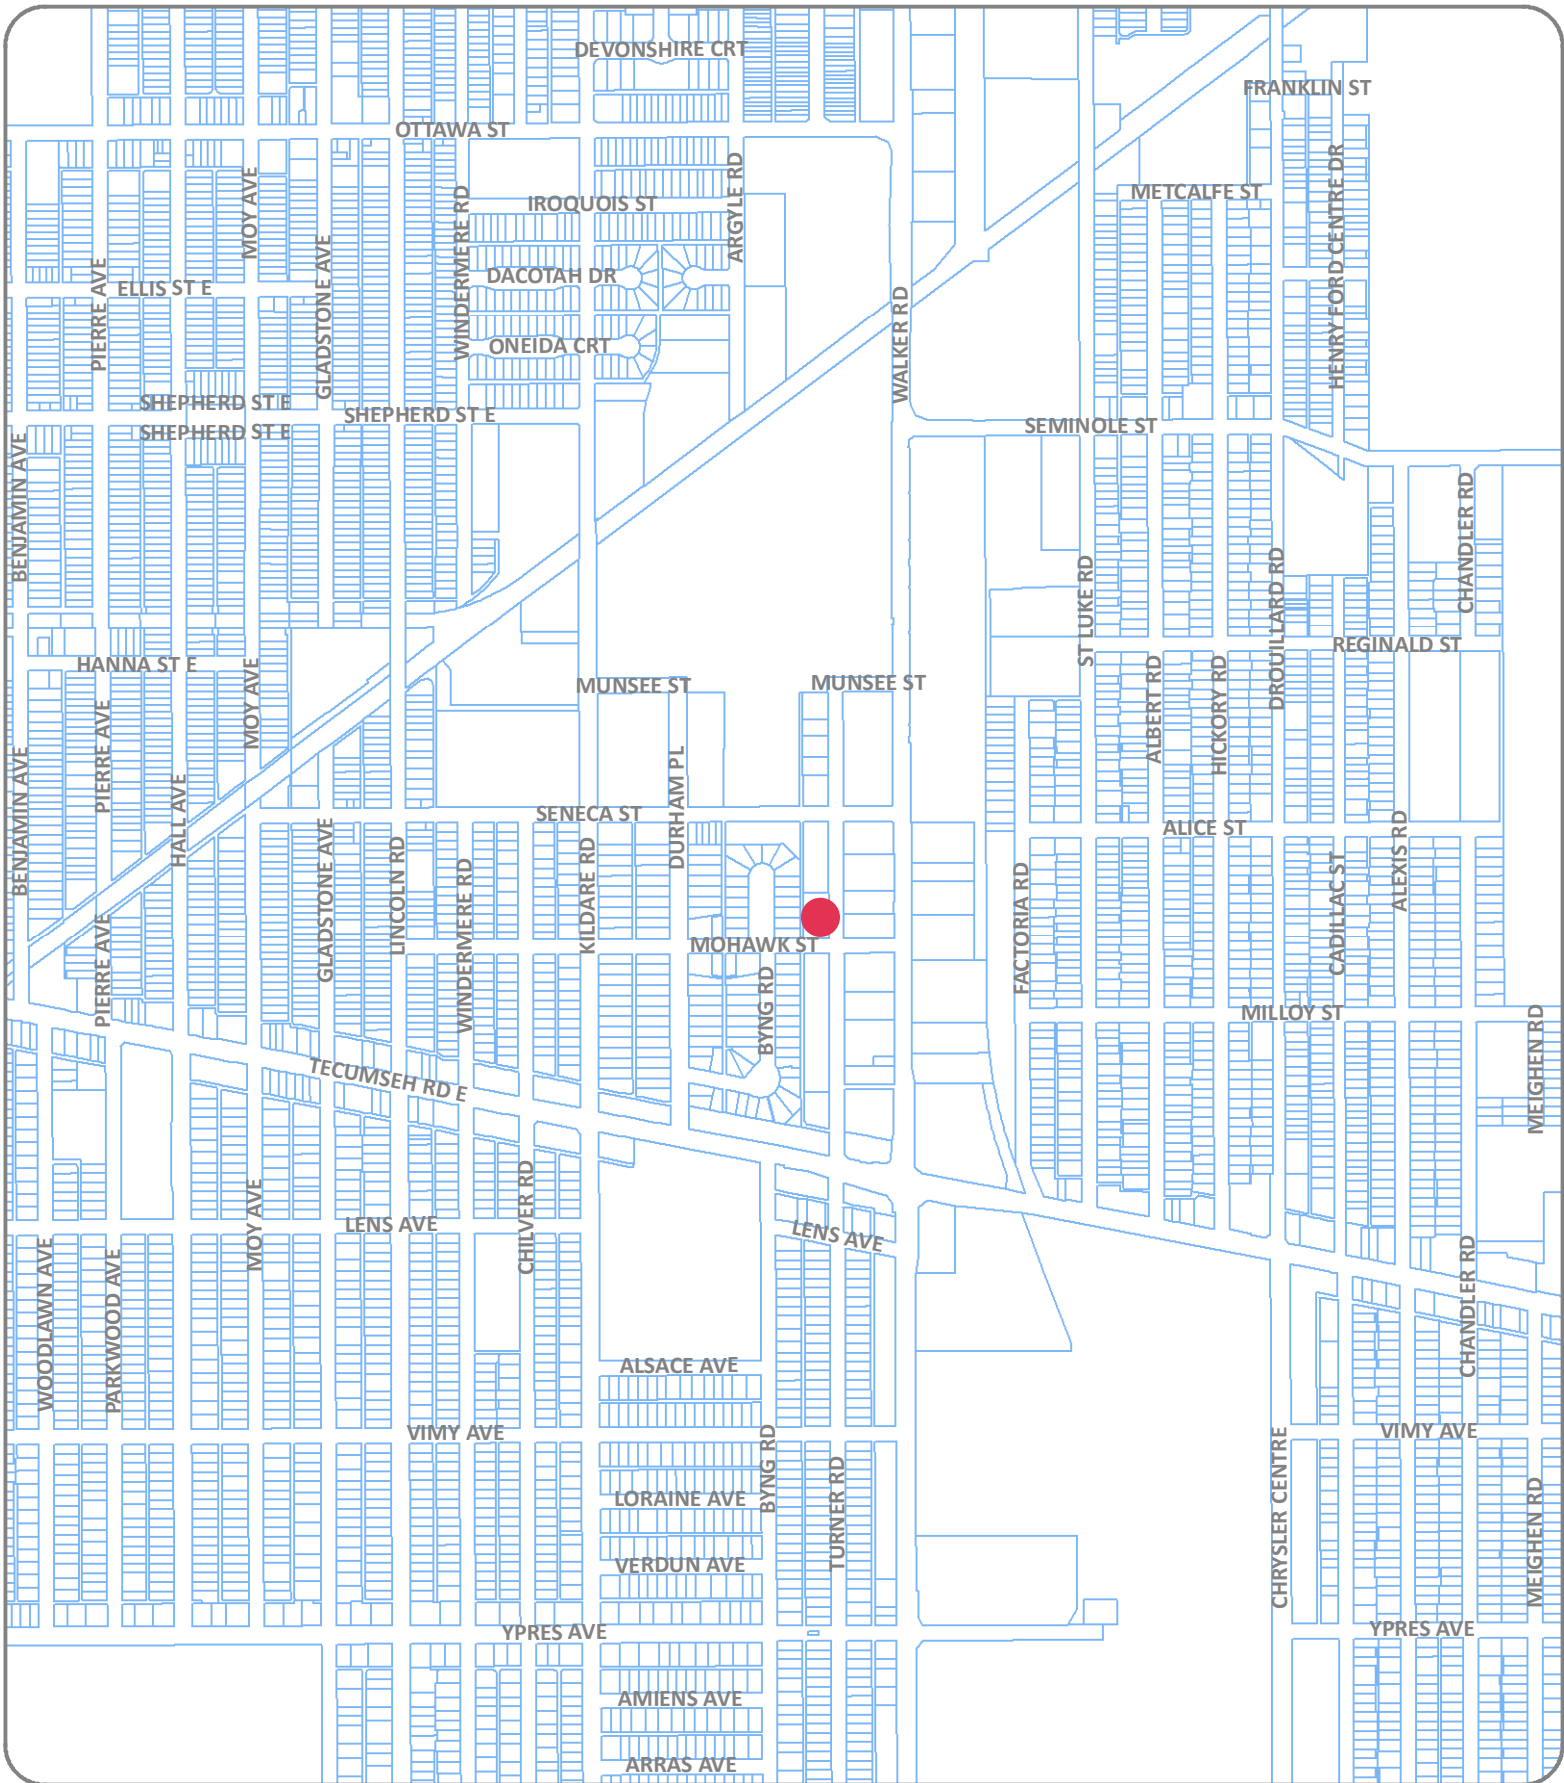 DEVONSHIRE CRT
FRANKLIN ST
OTTAWA ST
MOY AVE
ARGYLE RD
HENRY FORD CENTRE DR
METCALFE ST
WINDERMERE RD
IROQUOIS ST
GLADSTONE AVE
PIERRE AVE
DACOTAH DR
ELLIS ST E
WALKER RD
ONEIDA CRT
SHEPHERD ST E
SHEPHERD ST E
SEMINOLE ST
SHEPHERD ST E
BENJAMIN AVE
CHANDLER RD
ST LUKE RD
DROUILLARD RD
REGINALD ST
HANNA ST E
MOY AVE
ALBERT RD
HICKORY RD
MUNSEE ST
MUNSEE ST
PIERRE AVE
BENJAMIN AVE
DURHAM PL
HALL AVE
SENECA ST
ALICE ST
ALEXIS RD
GLADSTONE AVE
LINCOLN RD
KILDARE RD
WINDERMERE RD
FACTORIA RD
CADILLAC ST
PIERRE AVE
MOHAWK ST
BYNG RD
MILLOY ST
MEIGHEN RD
TECUMSEH RD E
CHILVER RD
MOY AVE
LENS AVE
LENS AVE
WOODLAWN AVE
PARKWOOD AVE
CHANDLER RD
ALSACE AVE
VIMY AVE
BYNG RD
TURNER RD
CHRYSLER CENTRE
VIMY AVE
MEIGHEN RD
LORAINE AVE
VERDUN AVE
YPRES AVE
YPRES AVE
AMIENS AVE
ARRAS AVE